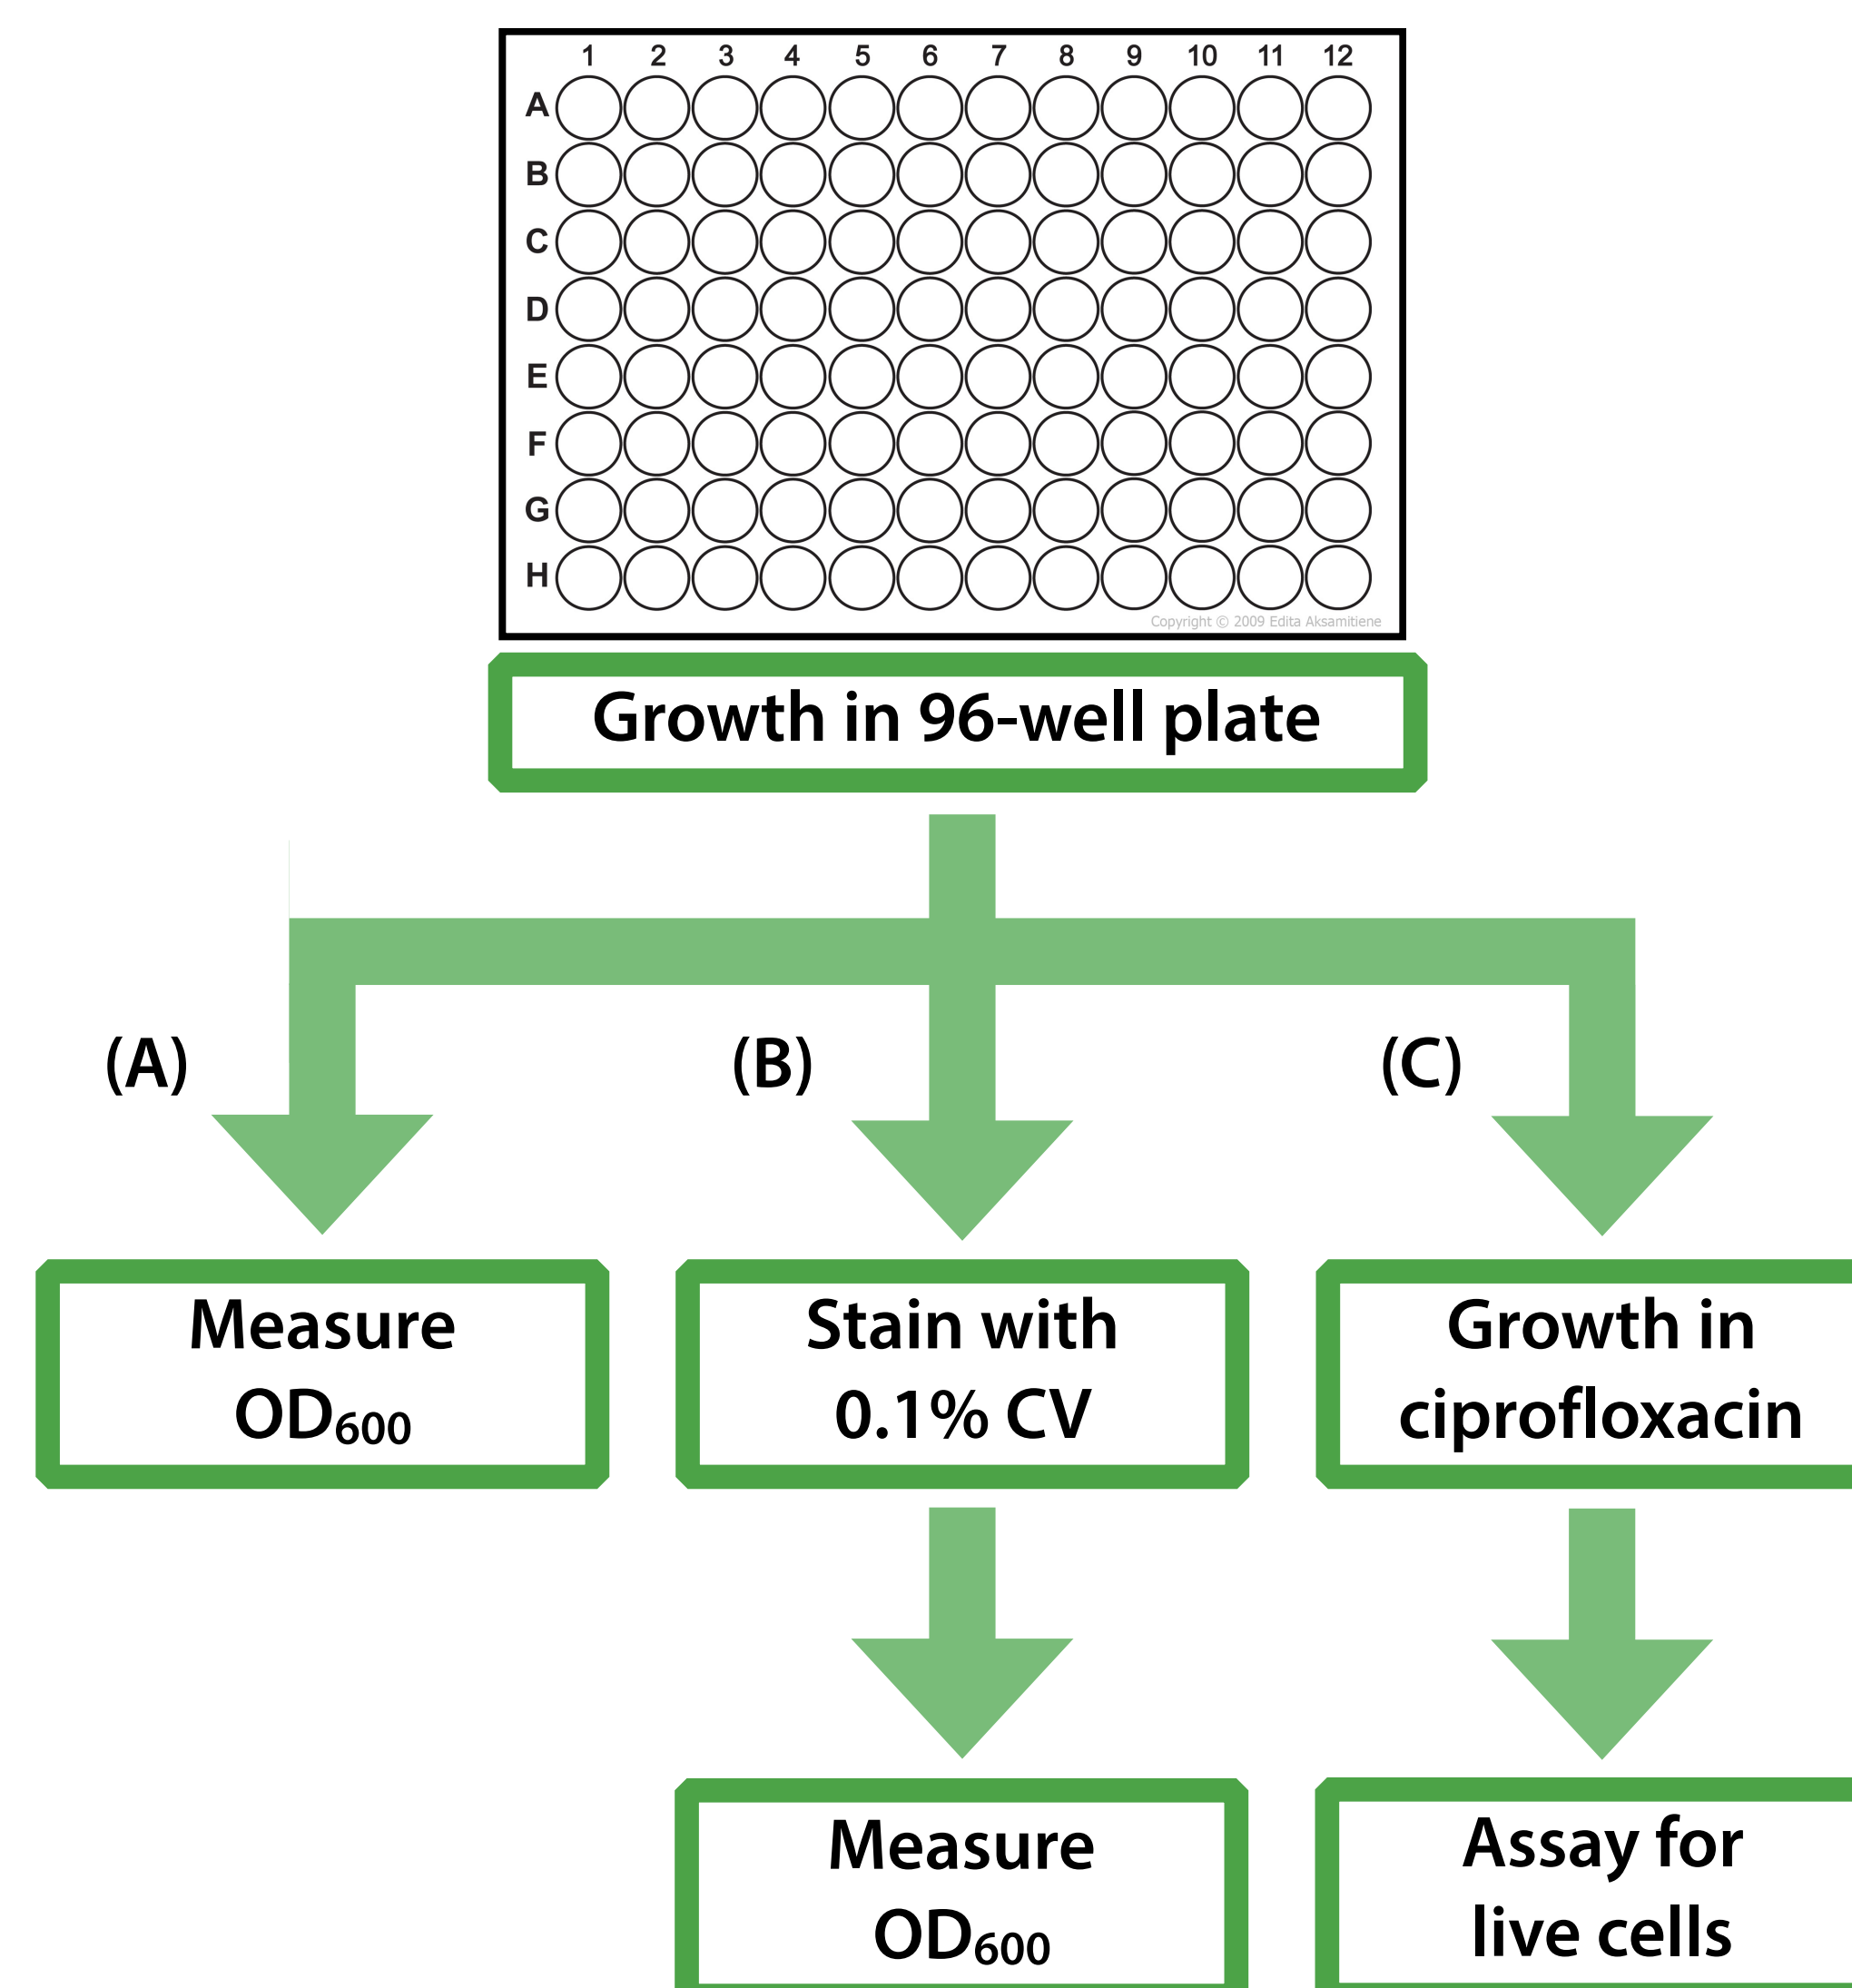 1 2 3 4 5 6 7 8 9 10 11 12
A
B
C
D
E
F
G
H
Copyright © 2009 Edita Aksamitiene
Growth in 96-well plate
(A) (B) (C)
Measure
OD600
Stain with
0.1% CV
Growth in
ciprofloxacin
Measure
OD600
Assay for
live cells